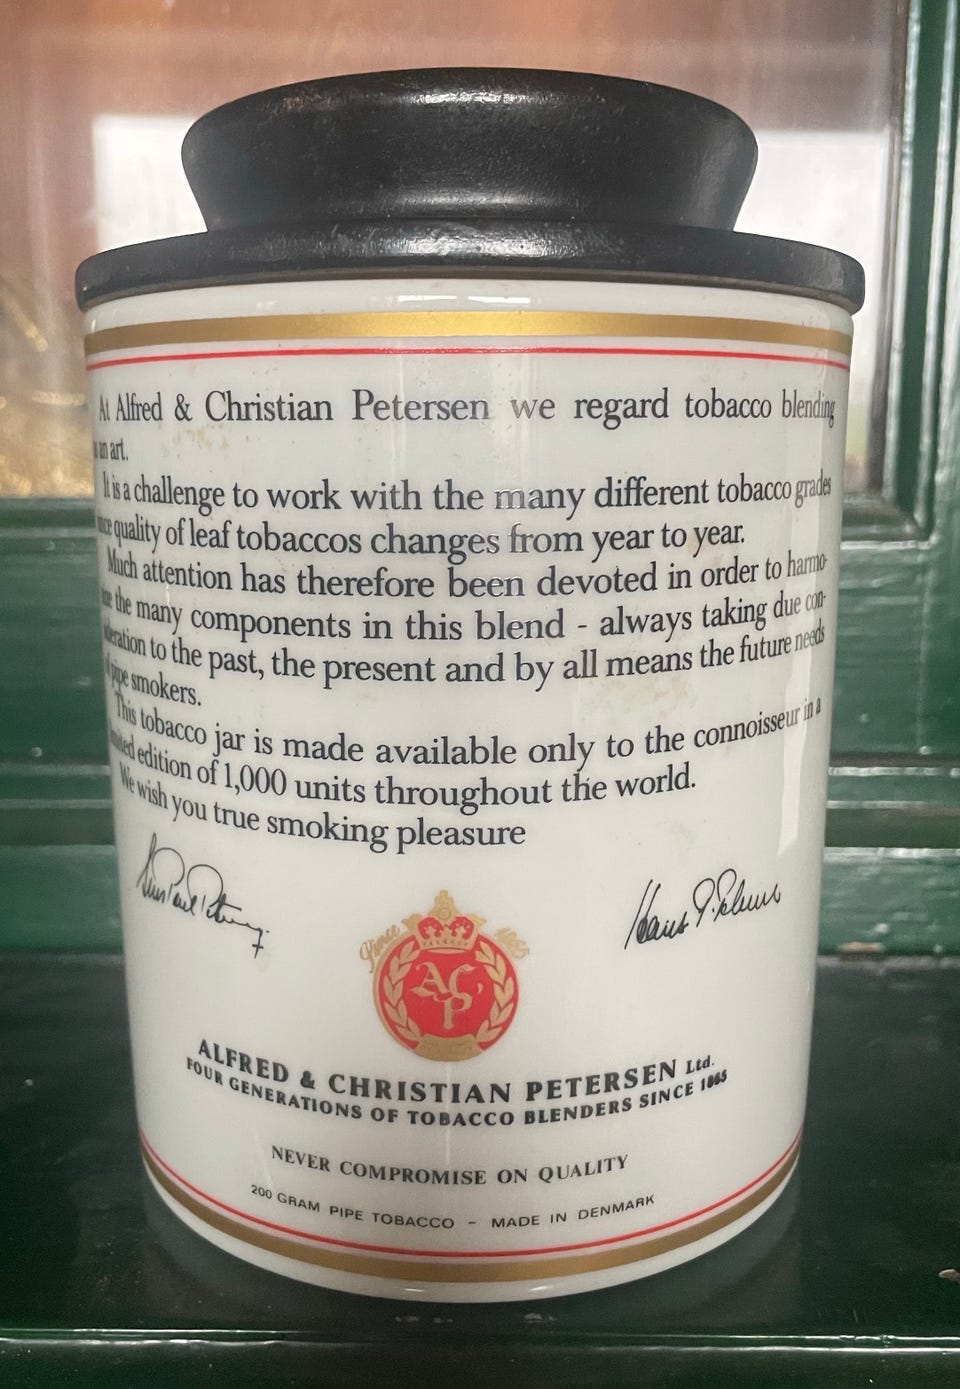 At Alfred & Christian Petersen we regard tobacco blending
an art.
It is a challenge to work with the many different tobacco grades
quality of leaf tobaccos changes from year to year.
Much attention has therefore been devoted in order to harmo-
the many components in this blend - always taking due con-
to the past, the present and by all means the future needs
pipe smokers.
This tobacco jar is made available only to the connoisseur in a
edition of 1,000 units throughout the world.
We wish you true smoking pleasure
Since 1865
A.C.
P
ALFRED & CHRISTIAN PETERSEN Ltd.
FOUR GENERATIONS OF TOBACCO BLENDERS SINCE 1865
NEVER COMPROMISE ON QUALITY
200 GRAM PIPE TOBACCO - MADE IN DENMARK